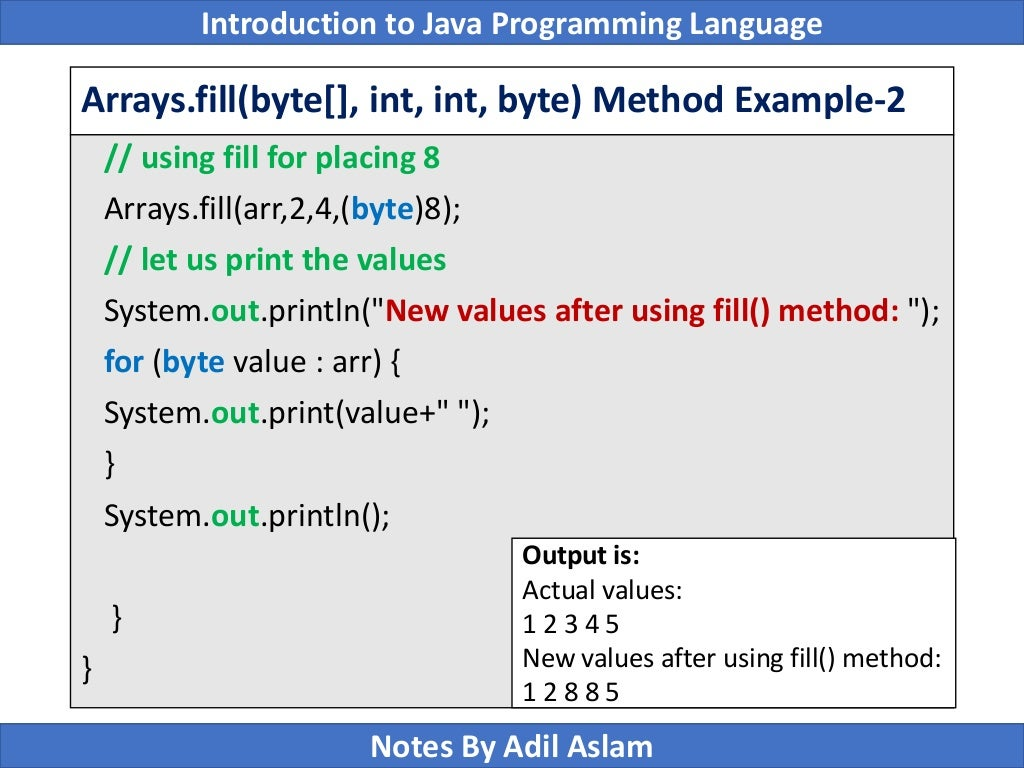 Introduction to Java Programming Language
Arrays.fill(byte[], int, int, byte) Method Example-2
// using fill for placing 8
Arrays.fill(arr,2,4,(byte)8);
// let us print the values
System.out.println("New values after using fill() method: ");
for (byte value : arr) {
System.out.print(value+" ");
}
System.out.println();
}
}
Output is:
Actual values:
1 2 3 4 5
New values after using fill() method:
1 2 8 8 5
Notes By Adil Aslam